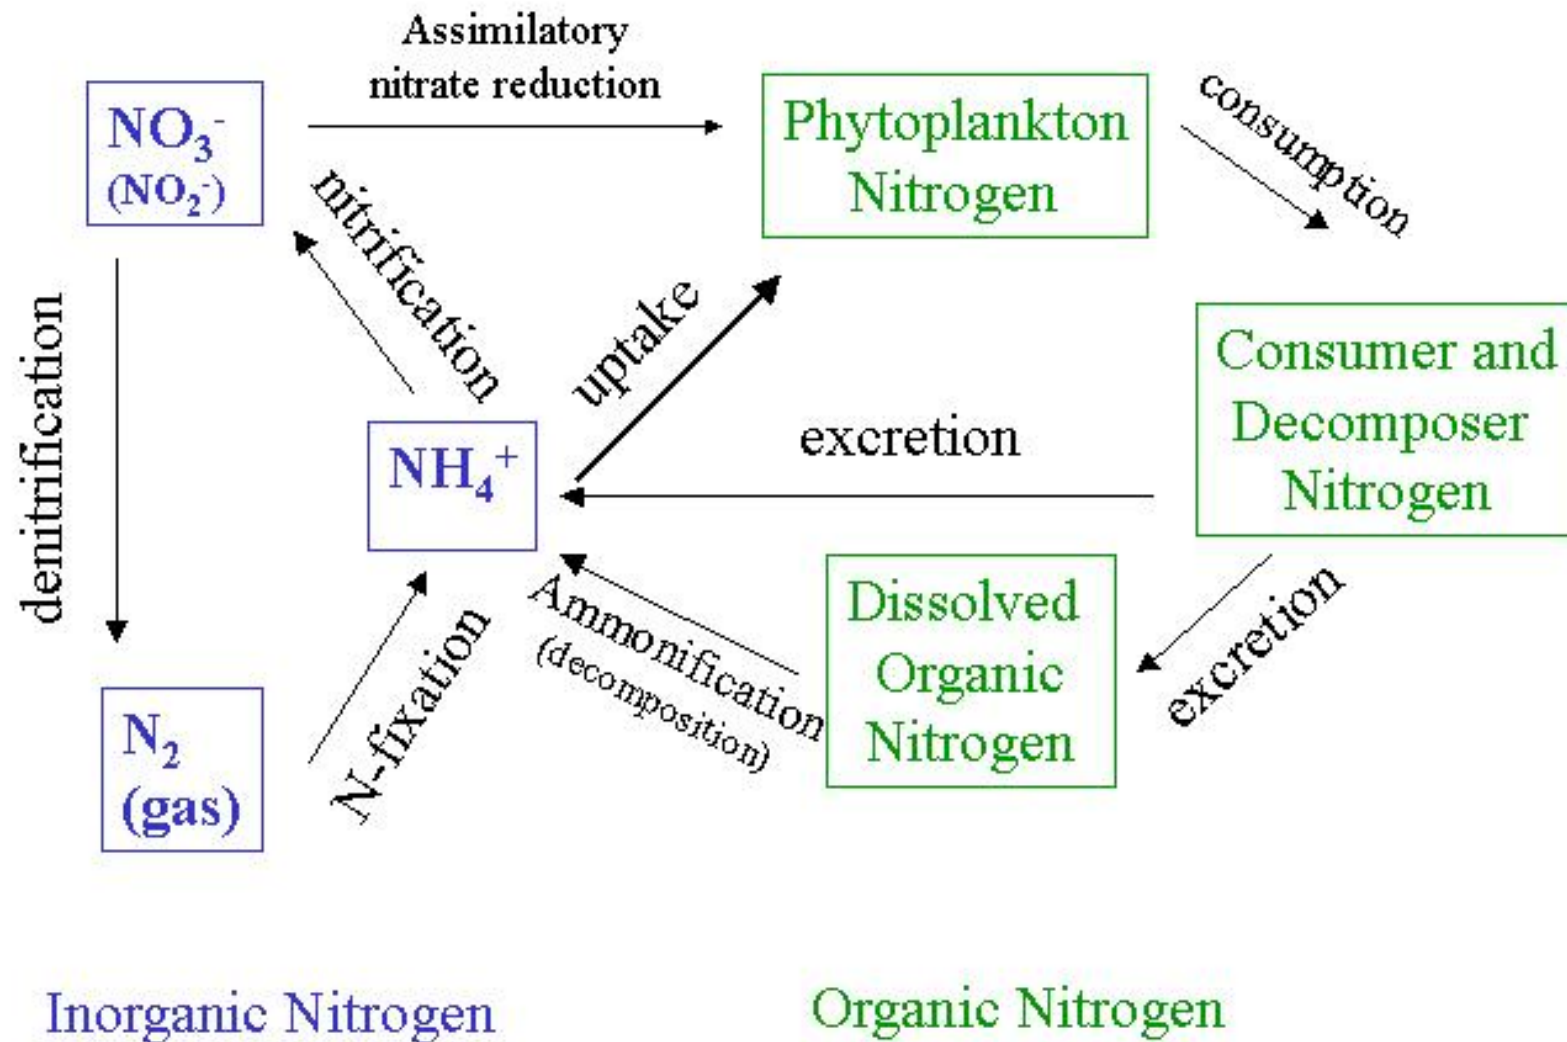 Assimilatory
nitrate reduction
NO₃⁻
(NO₂⁻)
Phytoplankton
Nitrogen
consumption
nitrification
denitrification
uptake
Consumer and
Decomposer
Nitrogen
NH₄⁺
excretion
Ammonification
(decomposition)
Dissolved
Organic
Nitrogen
excretion
N-fixation
N₂
(gas)
Inorganic Nitrogen
Organic Nitrogen